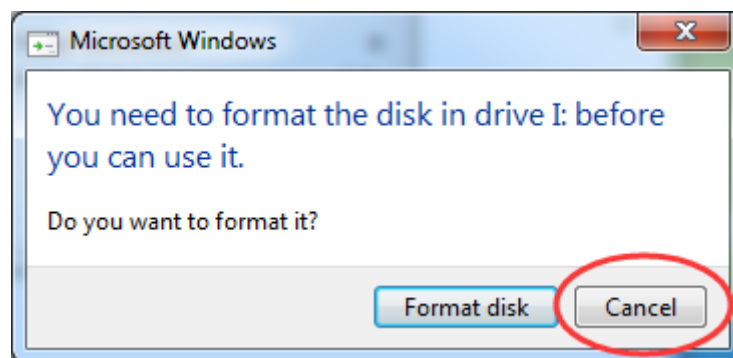 Microsoft Windows
You need to format the disk in drive I: before
you can use it.
Do you want to format it?
Format disk
Cancel